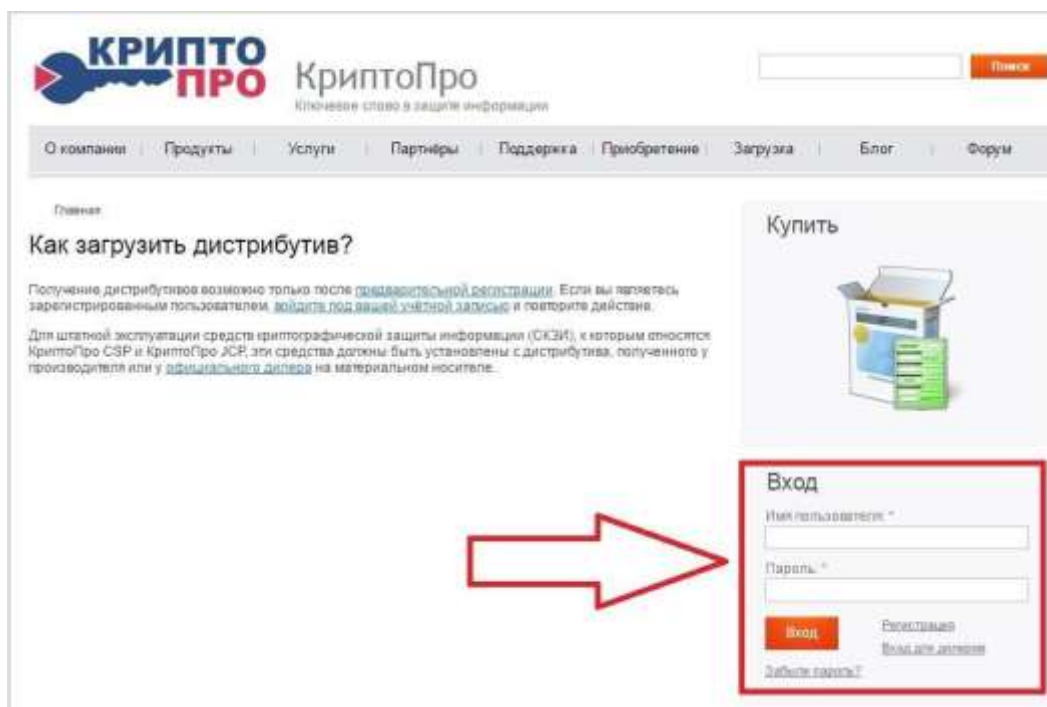 КРИПТО
ПРО
КриптоПро
Ключевое слово в защите информации
Поиск
О компании
Продукты
Услуги
Партнёры
Поддержка
Приобретение
Загрузка
Блог
Форум
Главная
Как загрузить дистрибутив?
Получение дистрибутивов возможно только после предварительной регистрации. Если вы являетесь
зарегистрированным пользователем, войдите под вашей учётной записью и повторите действие.
Для штатной эксплуатации средств криптографической защиты информации (СКЗИ), к которым относятся
КриптоПро CSP и КриптоПро JCP, эти средства должны быть установлены с дистрибутива, полученного у
производителя или у официального дилера на материальном носителе.
Купить
Вход
Имя пользователя: *
Пароль: *
Вход
Регистрация
Вход для дилеров
Забыли пароль?